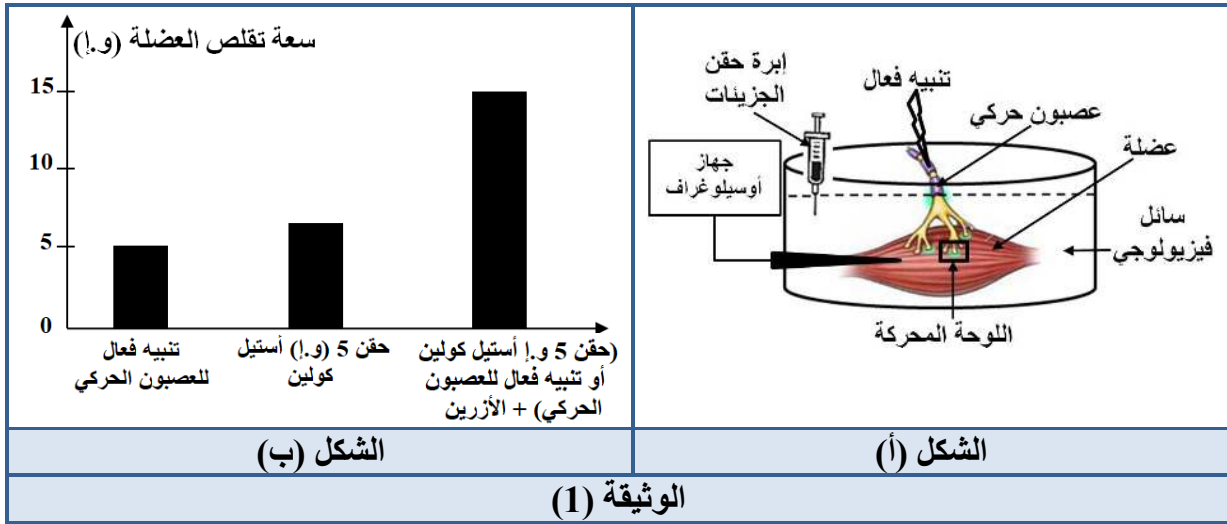 إبرة حقن
الجزيئات
تنبيه فعال
عصبون حركي
عضلة
جهاز
أوسيلوغراف
سائل
فيزيولوجي
اللوحة المحركة
الشكل (أ)
سعة تقلص العضلة (و.إ)
15
10
5
0
تنبيه فعال
للعصبون الحركي
حقن 5 (و.إ) أستيل
كولين
(حقن 5 و.إ أستيل كولين
أو تنبيه فعال للعصبون
الحركي) + الأزرين
الشكل (ب)
الوثيقة (1)